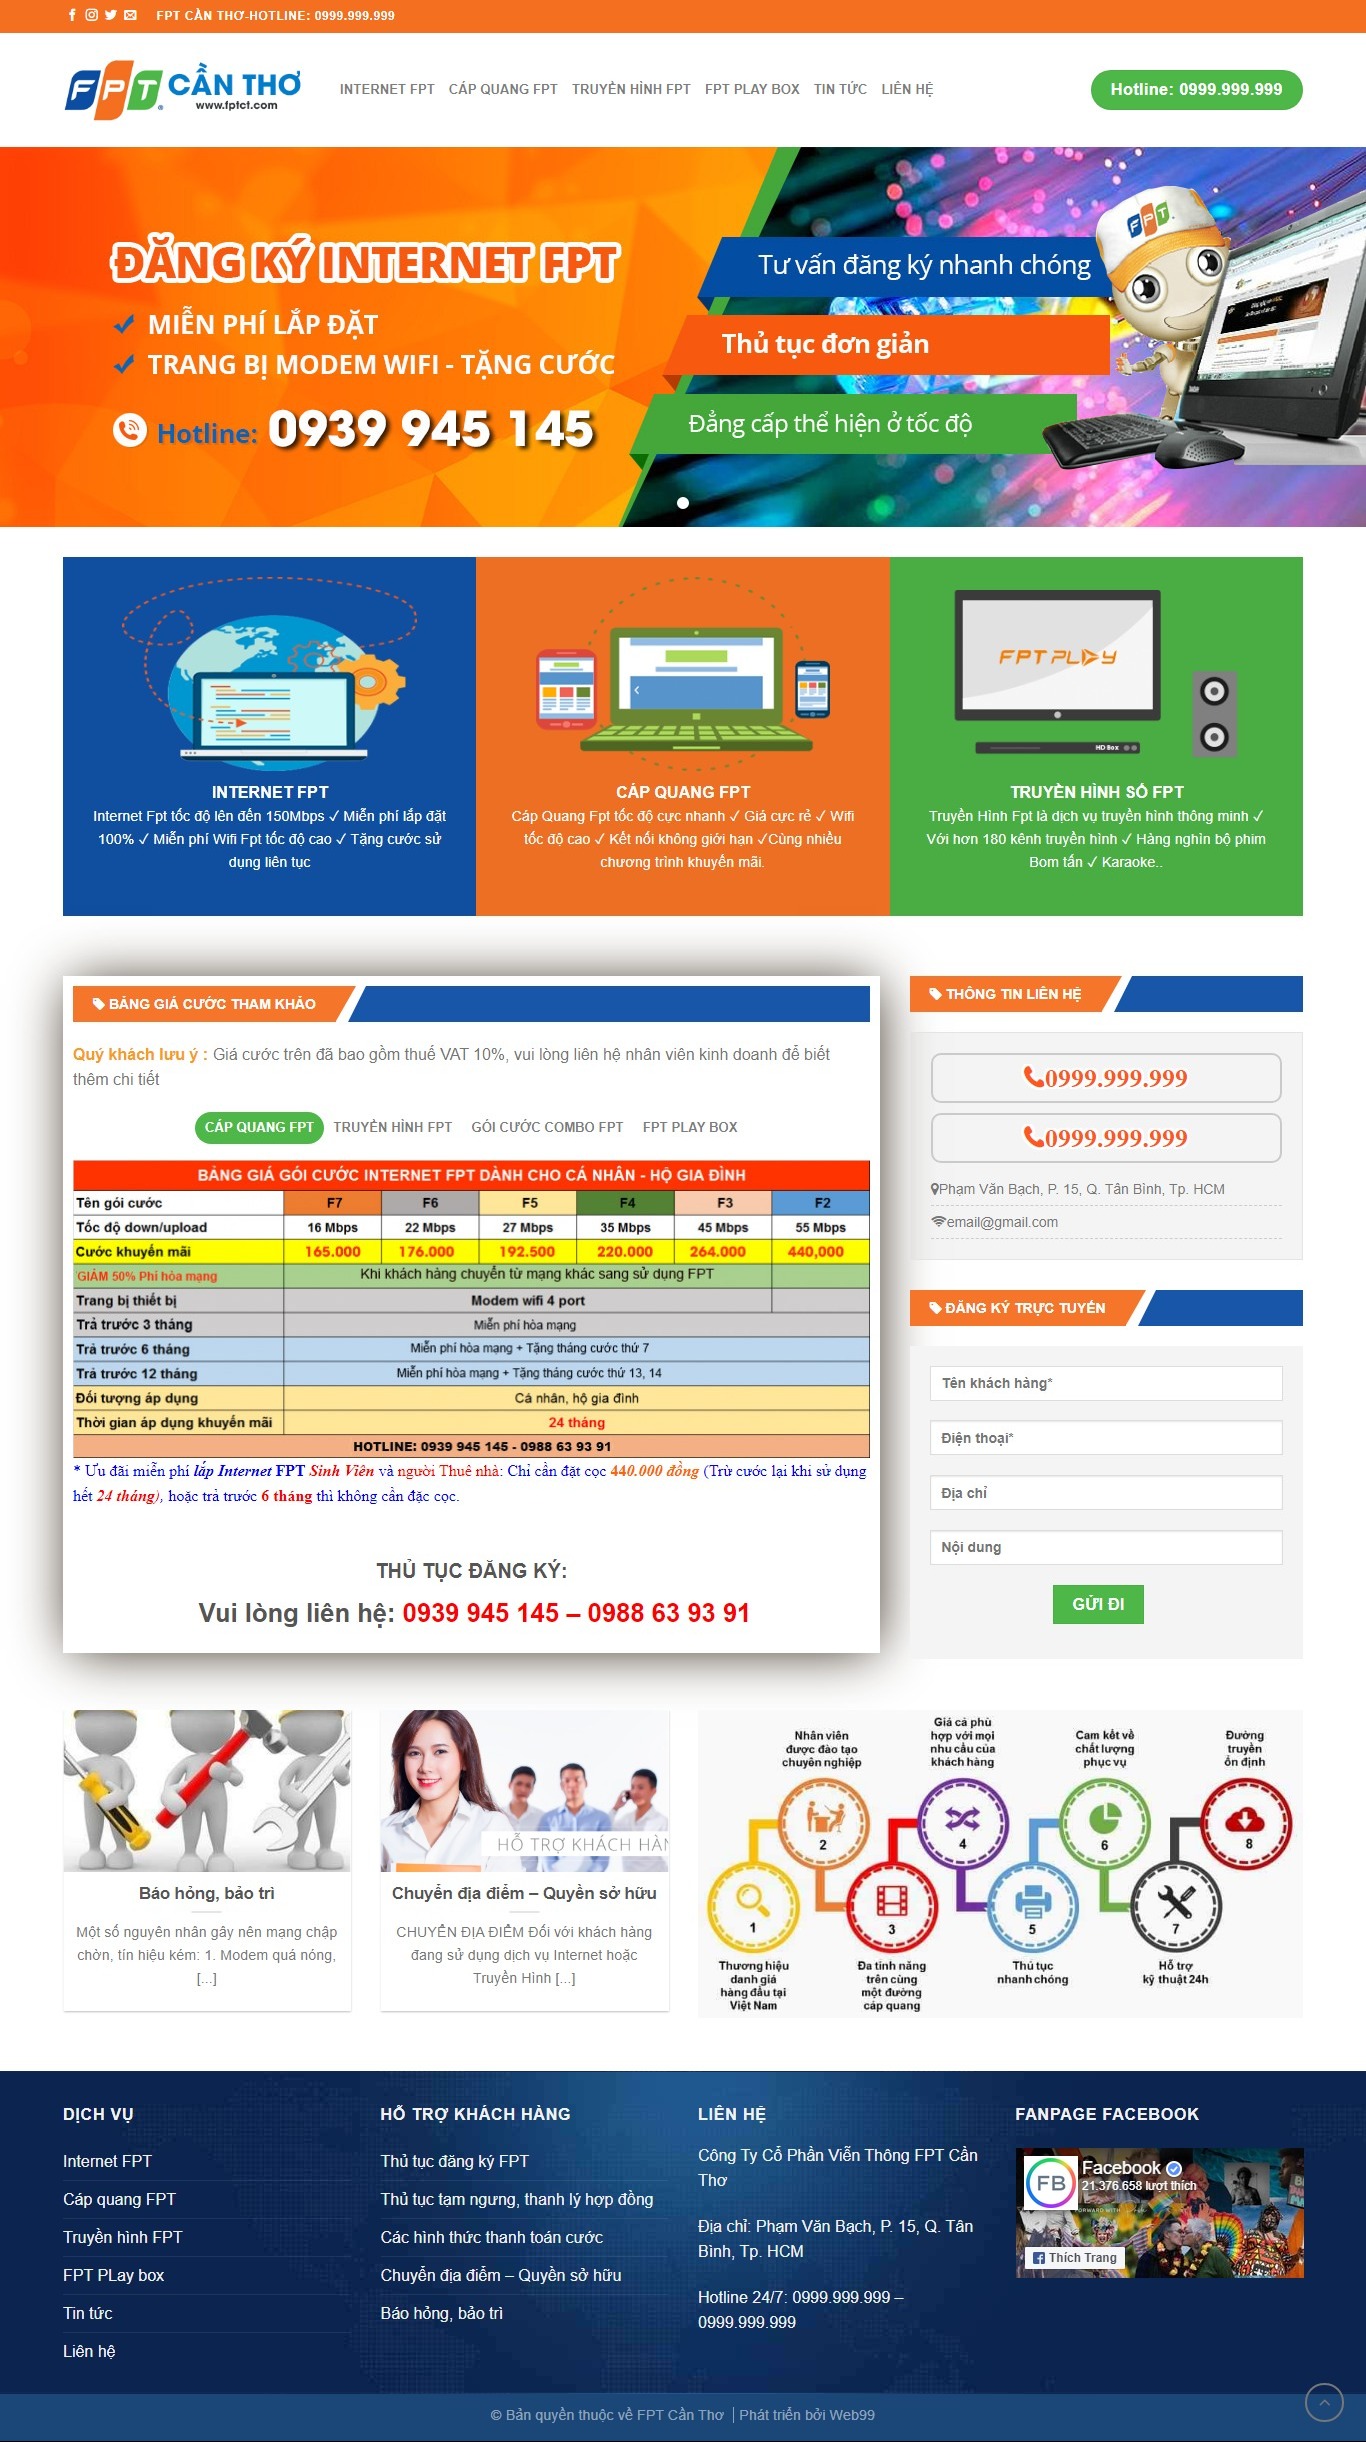 FPT CẦN THƠ-HOTLINE: 0999.999.999
FPT CẦN THƠ
www.fptct.com
INTERNET FPT CÁP QUANG FPT TRUYỀN HÌNH FPT FPT PLAY BOX TIN TỨC LIÊN HỆ
Hotline: 0999.999.999
ĐĂNG KÝ INTERNET FPT
MIỄN PHÍ LẮP ĐẶT
TRANG BỊ MODEM WIFI - TẶNG CƯỚC
Hotline: 0939 945 145
Tư vấn đăng ký nhanh chóng
Thủ tục đơn giản
Đẳng cấp thể hiện ở tốc độ
FPT
INTERNET FPT
Internet Fpt tốc độ lên đến 150Mbps ✓ Miễn phí lắp đặt
100% ✓ Miễn phí Wifi Fpt tốc độ cao ✓ Tặng cước sử
dụng liên tục
CÁP QUANG FPT
Cáp Quang Fpt tốc độ cực nhanh ✓ Giá cực rẻ ✓ Wifi
tốc độ cao ✓ Kết nối không giới hạn ✓Cùng nhiều
chương trình khuyến mãi.
FPT PLAY
HD Box
TRUYỀN HÌNH SỐ FPT
Truyền Hình Fpt là dịch vụ truyền hình thông minh ✓
Với hơn 180 kênh truyền hình ✓ Hàng nghìn bộ phim
Bom tấn ✓ Karaoke..
BẢNG GIÁ CƯỚC THAM KHẢO
Quý khách lưu ý : Giá cước trên đã bao gồm thuế VAT 10%, vui lòng liên hệ nhân viên kinh doanh để biết
thêm chi tiết
CÁP QUANG FPT TRUYỀN HÌNH FPT GÓI CƯỚC COMBO FPT FPT PLAY BOX
BẢNG GIÁ GÓI CƯỚC INTERNET FPT DÀNH CHO CÁ NHÂN - HỘ GIA ĐÌNH
Tên gói cước F7 F6 F5 F4 F3 F2
Tốc độ down/upload 16 Mbps 22 Mbps 27 Mbps 35 Mbps 45 Mbps 55 Mbps
Cước khuyến mãi 165.000 176.000 192.500 220.000 264.000 440,000
'GIẢM 50% Phí hòa mạng Khi khách hàng chuyển từ mạng khác sang sử dụng FPT
Trang bị thiết bị Modem wifi 4 port
Trả trước 3 tháng Miễn phí hòa mạng
Trả trước 6 tháng Miễn phí hòa mạng + Tặng tháng cước thứ 7
Trả trước 12 tháng Miễn phí hòa mạng + Tặng tháng cước thứ 13, 14
Đối tượng áp dụng Cá nhân, hộ gia đình
Thời gian áp dụng khuyến mãi 24 tháng
HOTLINE: 0939 945 145 - 0988 63 93 91
* Ưu đãi miễn phí lắp Internet FPT Sinh Viên và người Thuê nhà: Chỉ cần đặt cọc 440.000 đồng (Trừ cước lại khi sử dụng
hết 24 tháng), hoặc trả trước 6 tháng thì không cần đặc cọc.
THỦ TỤC ĐĂNG KÝ:
Vui lòng liên hệ: 0939 945 145 – 0988 63 93 91
THÔNG TIN LIÊN HỆ
0999.999.999
0999.999.999
Phạm Văn Bạch, P. 15, Q. Tân Bình, Tp. HCM
email@gmail.com
ĐĂNG KÝ TRỰC TUYẾN
Tên khách hàng*
Điện thoại*
Địa chỉ
Nội dung
GỬI ĐI
Báo hỏng, bảo trì
Một số nguyên nhân gây nên mạng chập
chờn, tín hiệu kém: 1. Modem quá nóng,
[...]
HỖ TRỢ KHÁCH HÀN
Chuyển địa điểm – Quyền sở hữu
CHUYỂN ĐỊA ĐIỂM Đối với khách hàng
đang sử dụng dịch vụ Internet hoặc
Truyền Hình [...]
Nhân viên
được đào tạo
chuyên nghiệp
Giá cả phù
hợp với mọi
nhu cầu của
khách hàng
Cam kết về
chất lượng
phục vụ
Đường
truyền
ổn định
2
4
6
8
1
3
5
7
Thương hiệu
danh giá
hàng đầu tại
Việt Nam
Đa tính năng
trên cùng
một đường
cáp quang
Thủ tục
nhanh chóng
Hỗ trợ
kỹ thuật 24h
DỊCH VỤ
Internet FPT
Cáp quang FPT
Truyền hình FPT
FPT PLay box
Tin tức
Liên hệ
HỖ TRỢ KHÁCH HÀNG
Thủ tục đăng ký FPT
Thủ tục tạm ngưng, thanh lý hợp đồng
Các hình thức thanh toán cước
Chuyển địa điểm – Quyền sở hữu
Báo hỏng, bảo trì
LIÊN HỆ
Công Ty Cổ Phần Viễn Thông FPT Cần
Thơ
Địa chỉ: Phạm Văn Bạch, P. 15, Q. Tân
Bình, Tp. HCM
Hotline 24/7: 0999.999.999 –
0999.999.999
FANPAGE FACEBOOK
FB
Facebook
21.376.658 lượt thích
Thích Trang
© Bản quyền thuộc về FPT Cần Thơ | Phát triển bởi Web99